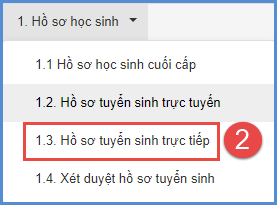 1. Hồ sơ học sinh
1.1 Hồ sơ học sinh cuối cấp
1.2. Hồ sơ tuyển sinh trực tuyến
1.3. Hồ sơ tuyển sinh trực tiếp
2
1.4. Xét duyệt hồ sơ tuyển sinh